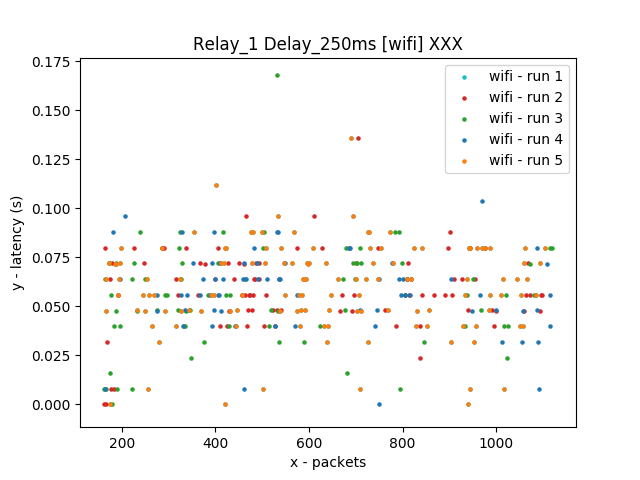 Relay_1 Delay_250ms [wifi] XXX
0.175
0.150
0.125
0.100
0.075
0.050
0.025
0.000
y - latency (s)
wifi - run 1
wifi - run 2
wifi - run 3
wifi - run 4
wifi - run 5
200 400 600 800 1000
x - packets